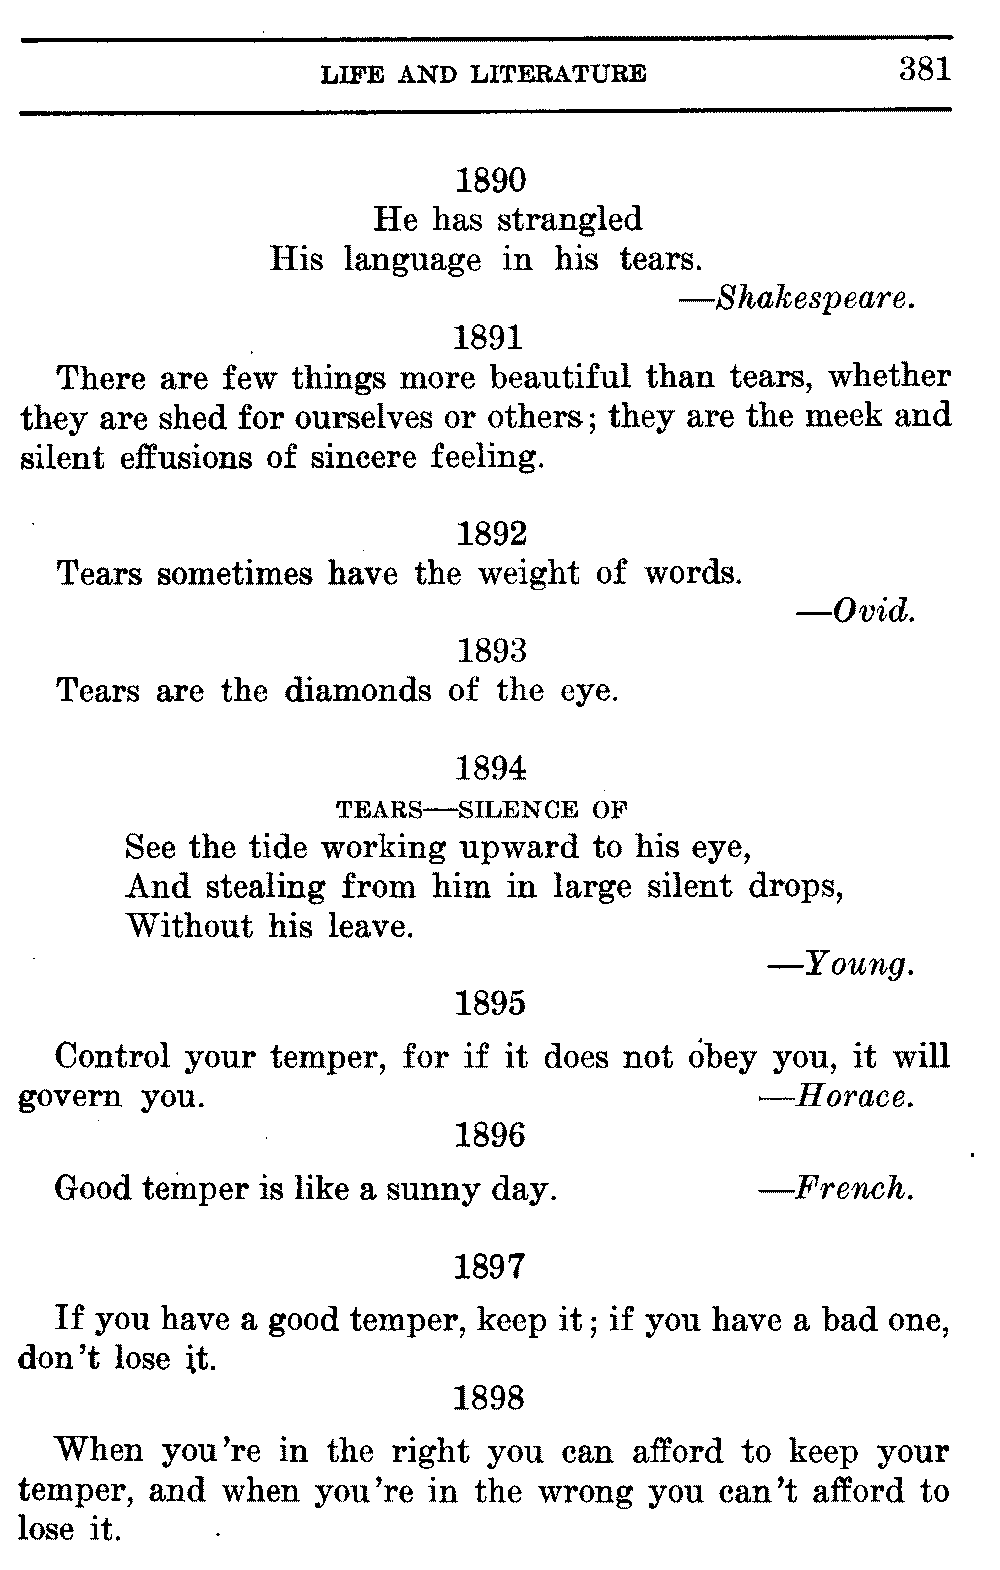 LIFE AND LITERATURE 381
1890
He has strangled
His language in his tears.
—Shakespeare.
1891
There are few things more beautiful than tears, whether
they are shed for ourselves or others; they are the meek and
silent effusions of sincere feeling.
1892
Tears sometimes have the weight of words.
—Ovid.
1893
Tears are the diamonds of the eye.
1894
TEARS—SILENCE OF
See the tide working upward to his eye,
And stealing from him in large silent drops,
Without his leave.
—Young.
1895
Control your temper, for if it does not obey you, it will
govern you. —Horace.
1896
Good temper is like a sunny day. —French.
1897
If you have a good temper, keep it; if you have a bad one,
don't lose it.
1898
When you're in the right you can afford to keep your
temper, and when you're in the wrong you can't afford to
lose it.